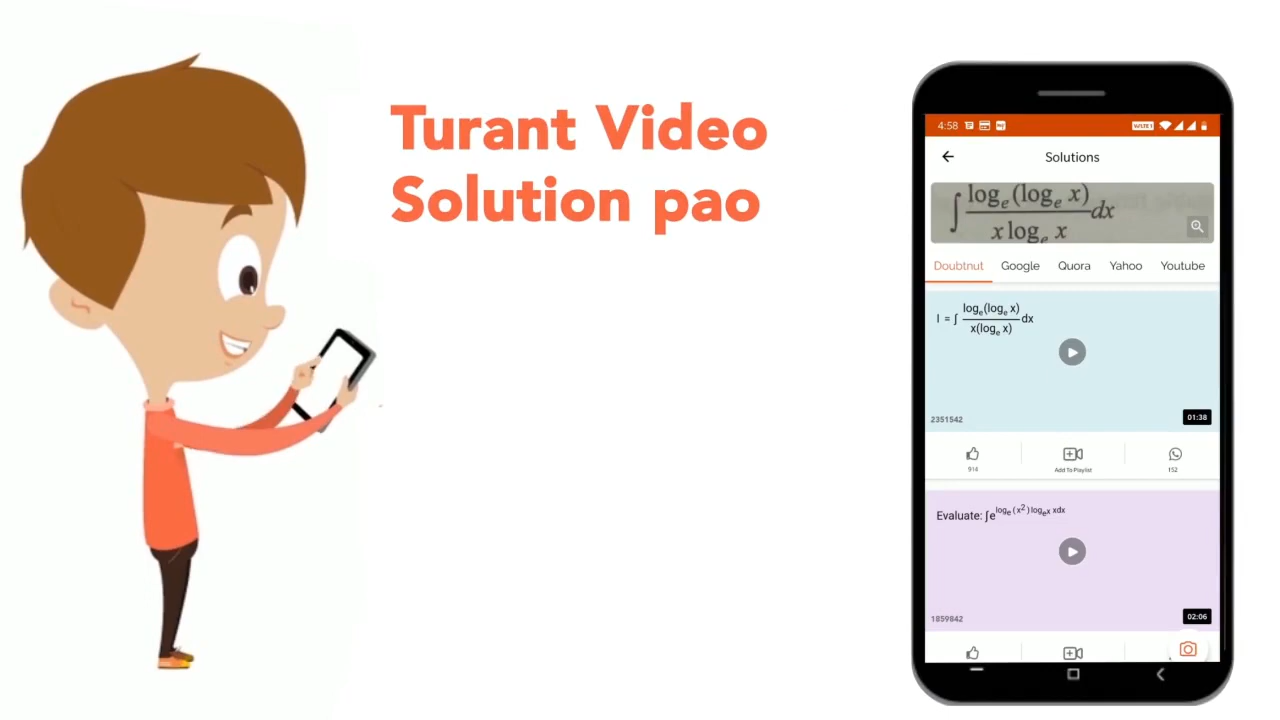 Turant Video
Solution pao
4:58
VoLTE1
Solutions
∫ logₑ(logₑ x) / x logₑ x dx
Doubtnut Google Quora Yahoo Youtube
I = ∫ logₑ(logₑ x) / x(logₑ x) dx
2351542 01:38
914 Add To Playlist 152
Evaluate: ∫e^logₑ(x²)logₑx xdx
1859842 02:06